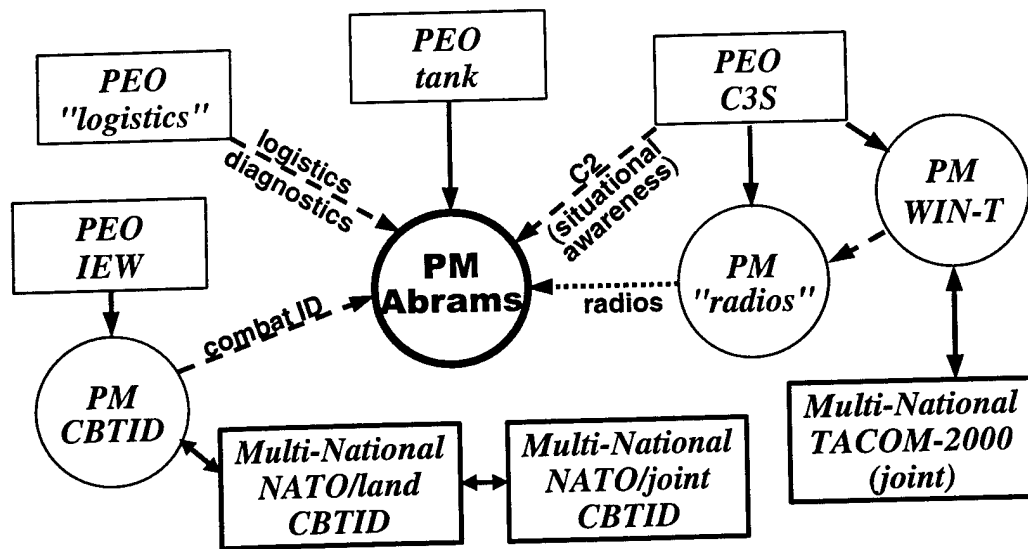 PEO
"logistics"
PEO
tank
PEO
C3S
logistics
diagnostics
C2
(situational
awareness)
PM
WIN-T
PEO
IEW
PM
Abrams
radios
PM
"radios"
combat ID
PM
CBTID
Multi-National
NATO/land
CBTID
Multi-National
NATO/joint
CBTID
Multi-National
TACOM-2000
(joint)